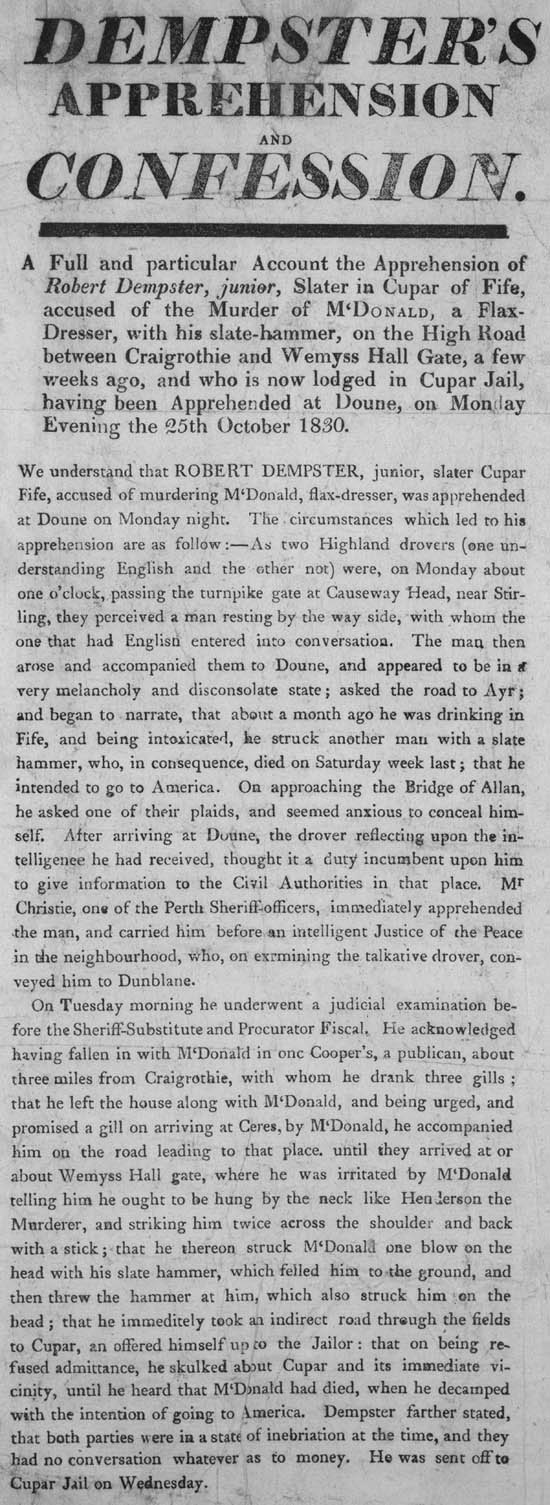 DEMPSTER'S
APPREHENSION
AND
CONFESSION.
A Full and particular Account the Apprehension of
Robert Dempster, junior, Slater in Cupar of Fife,
accused of the Murder of M‘DONALD, a Flax-
Dresser, with his slate-hammer, on the High Road
between Craigrothie and Wemyss Hall Gate, a few
weeks ago, and who is now lodged in Cupar Jail,
having been Apprehended at Doune, on Monday
Evening the 25th October 1830.
We understand that ROBERT DEMPSTER, junior, slater Cupar
Fife, accused of murdering M‘Donald, flax-dresser, was apprehended
at Doune on Monday night. The circumstances which led to his
apprehension are as follow:—As two Highland drovers (one un-
derstanding English and the other not) were, on Monday about
one o'clock, passing the turnpike gate at Causeway Head, near Stir-
ling, they perceived a man resting by the way side, with whom the
one that had English entered into conversation. The man then
arose and accompanied them to Doune, and appeared to be in a
very melancholy and disconsolate state; asked the road to Ayr;
and began to narrate, that about a month ago he was drinking in
Fife, and being intoxicated, he struck another man with a slate
hammer, who, in consequence, died on Saturday week last; that he
intended to go to America. On approaching the Bridge of Allan,
he asked one of their plaids, and seemed anxious to conceal him-
self. After arriving at Doune, the drover reflecting upon the in-
telligenee he had received, thought it a duty incumbent upon him
to give information to the Civil Authorities in that place. Mr
Christie, one of the Perth Sheriff-officers, immediately apprehended
the man, and carried him before an intelligent Justice of the Peace
in the neighbourhood, who, on exrmining the talkative drover, con-
veyed him to Dunblane.
On Tuesday morning he underwent a judicial examination be-
fore the Sheriff-Substitute and Procurator Fiscal. He acknowledged
having fallen in with M‘Donald in onc Cooper's, a publican, about
three miles from Craigrothie, with whom he drank three gills;
that he left the house along with M‘Donald, and being urged, and
promised a gill on arriving at Ceres, by M‘Donald, he accompanied
him on the road leading to that place. until they arrived at or
about Wemyss Hall gate, where he was irritated by M‘Donald
telling him he ought to be hung by the neck like Henderson the
Murderer, and striking him twice across the shoulder and back
with a stick; that he thereon struck M‘Donald one blow on the
head with his slate hammer, which felled him to the ground, and
then threw the hammer at him, which also struck him on the
head; that he immeditely took an indirect road through the fields
to Cupar, an offered himself up to the Jailor: that on being re-
fused admittance, he skulked about Cupar and its immediate vi-
cinity, until he heard that M‘Donald had died, when he decamped
with the intention of going to America. Dempster farther stated,
that both parties were in a state of inebriation at the time, and they
had no conversation whatever as to money. He was sent off to
Cupar Jail on Wednesday.